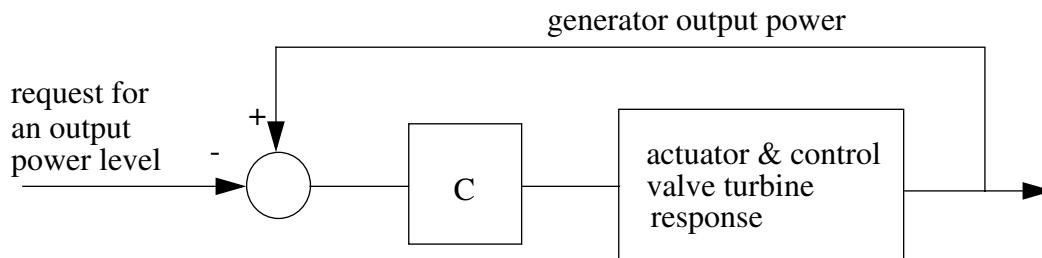 generator output power
request for
an output
power level
+
-
C
actuator & control
valve turbine
response